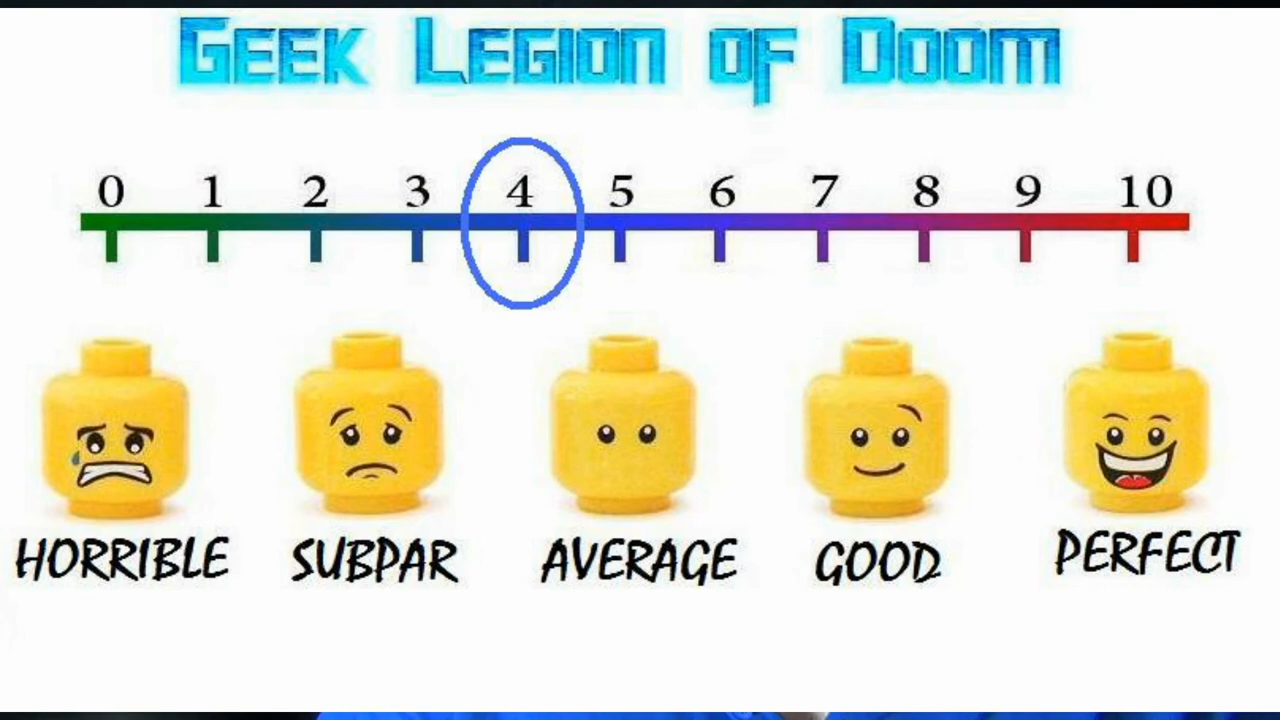 Geek Legion of Doom
0 1 2 3 4 5 6 7 8 9 10
HORRIBLE SUBPAR AVERAGE GOOD PERFECT